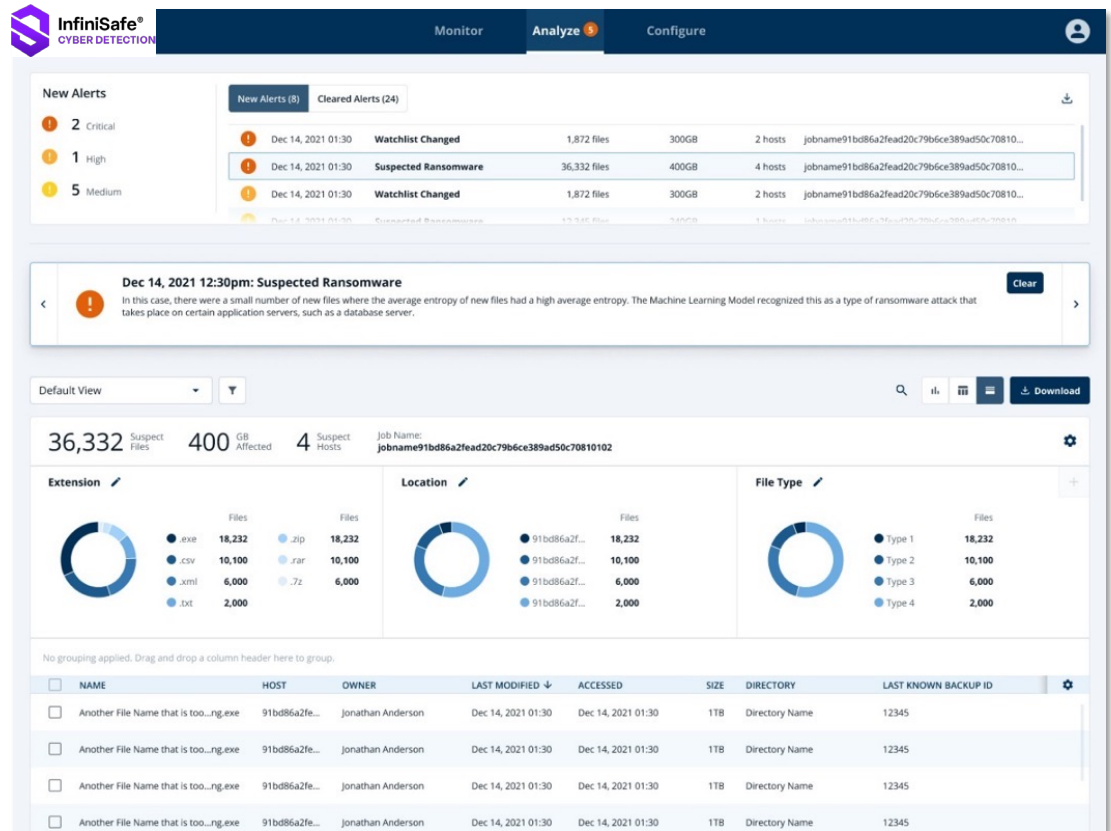 InfiniSafe®
CYBER DETECTION
Monitor Analyze 5 Configure
New Alerts
2 Critical
1 High
5 Medium
New Alerts (8) Cleared Alerts (24)
Dec 14, 2021 01:30 Watchlist Changed 1,872 files 300GB 2 hosts jobname91bd86a2fead20c79b6ce389ad50c70810...
Dec 14, 2021 01:30 Suspected Ransomware 36,332 files 400GB 4 hosts jobname91bd86a2fead20c79b6ce389ad50c70810...
Dec 14, 2021 01:30 Watchlist Changed 1,872 files 300GB 2 hosts jobname91bd86a2fead20c79b6ce389ad50c70810...
Dec 14, 2021 01:30 Suspected Ransomware 12,345 files
Dec 14, 2021 12:30pm: Suspected Ransomware
Clear
In this case, there were a small number of new files where the average entropy of new files had a high average entropy. The Machine Learning Model recognized this as a type of ransomware attack that
takes place on certain application servers, such as a database server.
Default View
Download
36,332 Suspect Files 400 GB Affected 4 Suspect Hosts
Job Name:
jobname91bd86a2fead20c79b6ce389ad50c70810102
Extension
Files Files
.exe 18,232 .zip 18,232
.csv 10,100 .rar 10,100
.xml 6,000 .7z 6,000
.txt 2,000
Location
Files
91bd86a2f... 18,232
91bd86a2f... 10,100
91bd86a2f... 6,000
91bd86a2f... 2,000
File Type
Files
Type 1 18,232
Type 2 10,100
Type 3 6,000
Type 4 2,000
No grouping applied. Drag and drop a column header here to group.
NAME HOST OWNER LAST MODIFIED ACCESSED SIZE DIRECTORY LAST KNOWN BACKUP ID
Another File Name that is too...ng.exe 91bd86a2fe... Jonathan Anderson Dec 14, 2021 01:30 Dec 14, 2021 01:30 1TB Directory Name 12345
Another File Name that is too...ng.exe 91bd86a2fe... Jonathan Anderson Dec 14, 2021 01:30 Dec 14, 2021 01:30 1TB Directory Name 12345
Another File Name that is too...ng.exe 91bd86a2fe... Jonathan Anderson Dec 14, 2021 01:30 Dec 14, 2021 01:30 1TB Directory Name 12345
Another File Name that is too...ng.exe 91bd86a2fe... Jonathan Anderson Dec 14, 2021 01:30 Dec 14, 2021 01:30 1TB Directory Name 12345